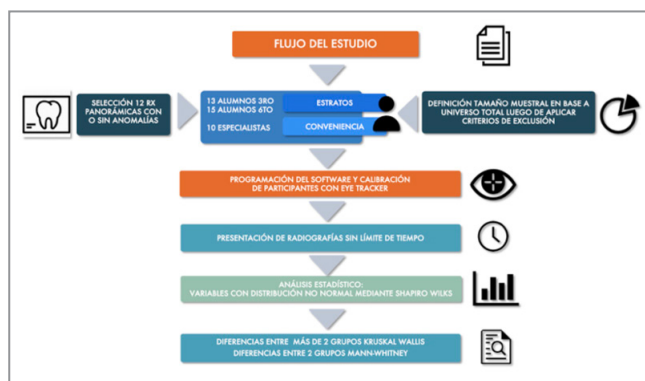 FLUJO DEL ESTUDIO
SELECCIÓN 12 RX
PANORÁMICAS CON
O SIN ANOMALÍAS
13 ALUMNOS 3RO
15 ALUMNOS 6TO
ESTRATOS
10 ESPECIALISTAS
CONVENIENCIA
DEFINICIÓN TAMAÑO MUESTRAL EN BASE A
UNIVERSO TOTAL LUEGO DE APLICAR
CRITERIOS DE EXCLUSIÓN
PROGRAMACIÓN DEL SOFTWARE Y CALIBRACIÓN
DE PARTICIPANTES CON EYE TRACKER
PRESENTACIÓN DE RADIOGRAFÍAS SIN LÍMITE DE TIEMPO
ANÁLISIS ESTADÍSTICO:
VARIABLES CON DISTRIBUCIÓN NO NORMAL MEDIANTE SHAPIRO WILKS
DIFERENCIAS ENTRE MÁS DE 2 GRUPOS KRUSKAL WALLIS
DIFERENCIAS ENTRE 2 GRUPOS MANN-WHITNEY